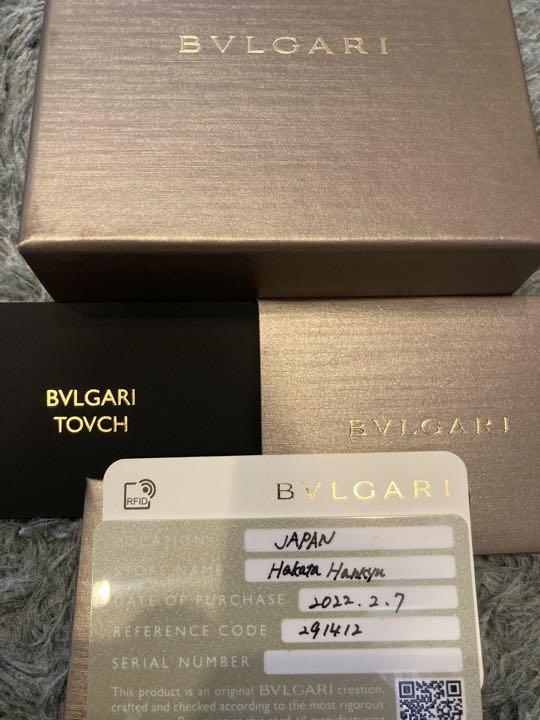 BVLGARI
BVLGARI
TOVCH
BVLGARI
RFID
BVLGARI
LOCATION JAPAN
STORE NAME Hakata Hankyu
DATE OF PURCHASE 2022.2.7
REFERENCE CODE 291412
SERIAL NUMBER
This product is an original BVLGARI creation,
crafted and checked according to the most rigorous